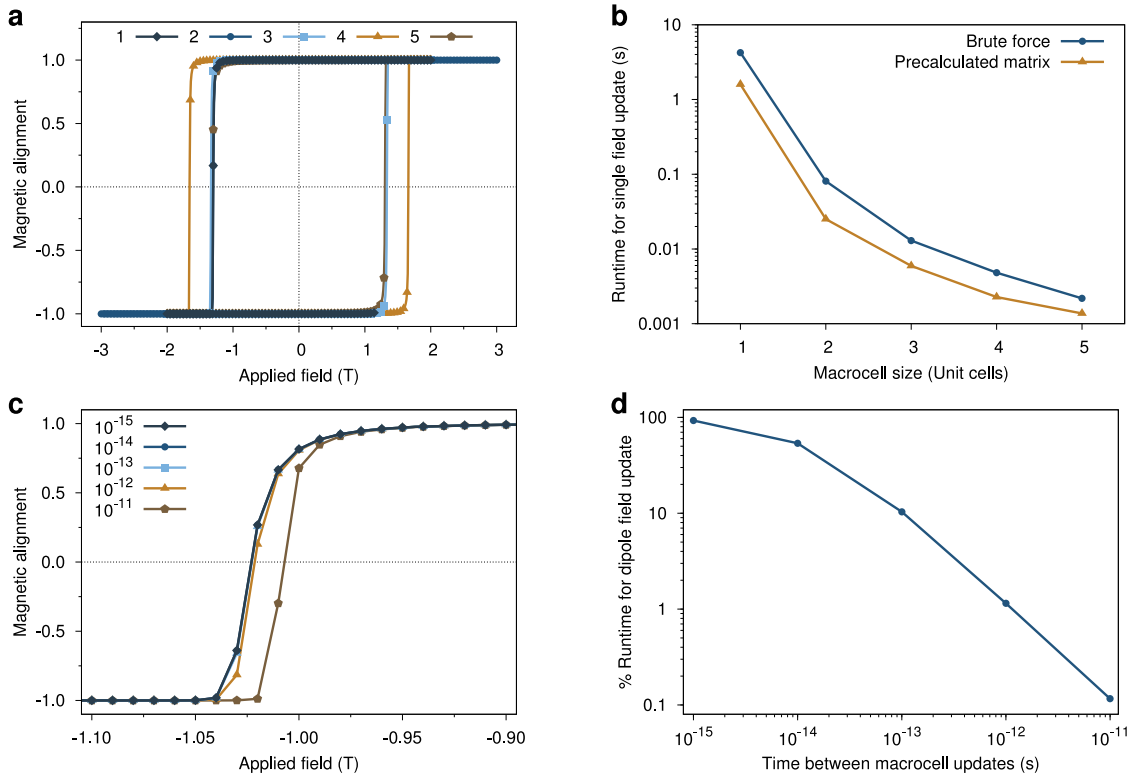 a
1 2 3 4 5
1.0
0.5
0.0
-0.5
-1.0
Magnetic alignment
-3 -2 -1 0 1 2 3
Applied field (T)
b
Brute force
Precalculated matrix
10
1
0.1
0.01
0.001
Runtime for single field update (s)
1 2 3 4 5
Macrocell size (Unit cells)
c
10⁻¹⁵
10⁻¹⁴
10⁻¹³
10⁻¹²
10⁻¹¹
1.0
0.5
0.0
-0.5
-1.0
Magnetic alignment
-1.10 -1.05 -1.00 -0.95 -0.90
Applied field (T)
d
100
10
1
0.1
% Runtime for dipole field update
10⁻¹⁵ 10⁻¹⁴ 10⁻¹³ 10⁻¹² 10⁻¹¹
Time between macrocell updates (s)